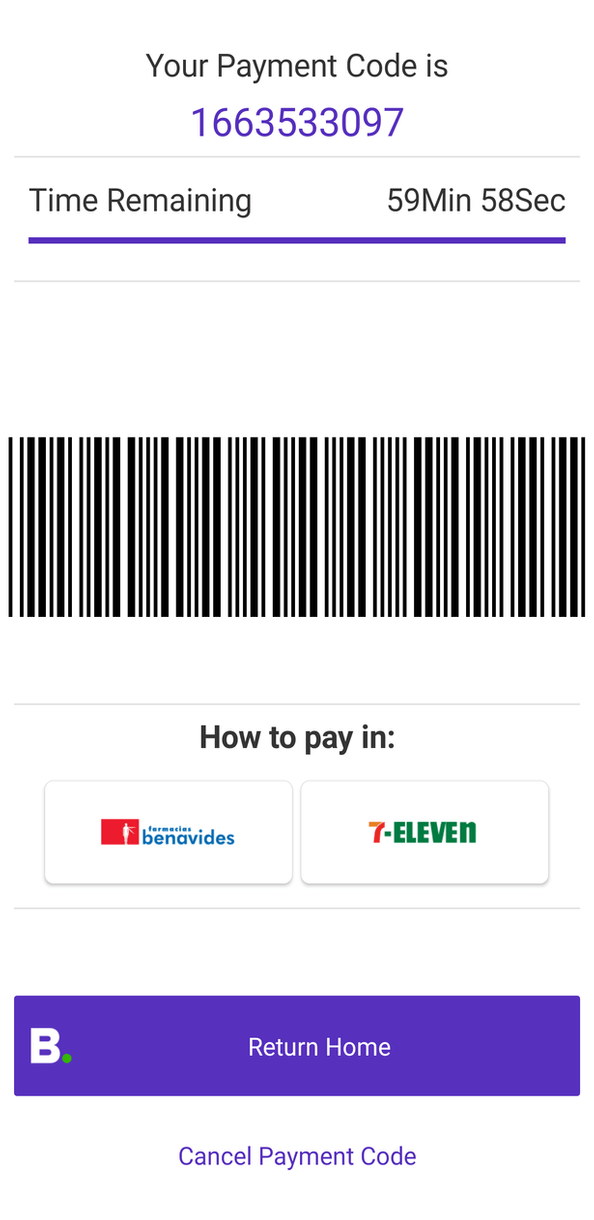 Your Payment Code is
1663533097
Time Remaining 59Min 58Sec
How to pay in:
farmacias
benavides
7-ELEVEn
B. Return Home
Cancel Payment Code